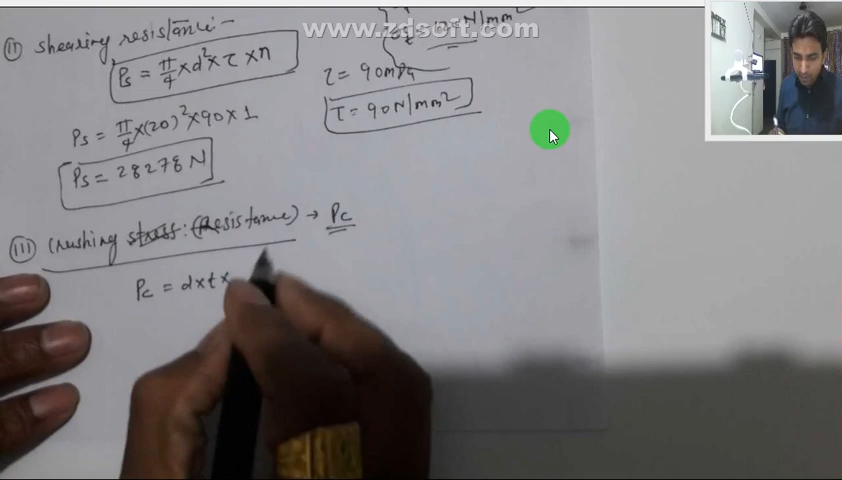 www.zdsoft.com
(II) shearing resistance:-
Ps = π/4 × d² × τ × n
N/mm²
τ = 90 MPa
τ = 90 N/mm²
Ps = π/4 × (20)² × 90 × 1
Ps = 28278 N
(III) Crushing stress: (Resistance) → Pc
Pc = d×t×